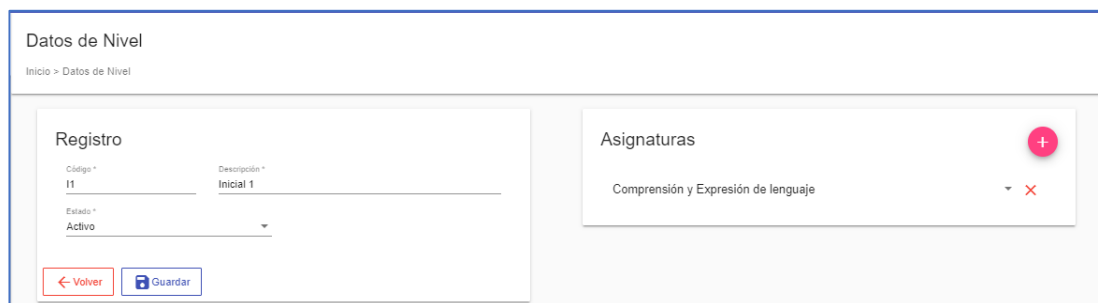 Datos de Nivel
Inicio > Datos de Nivel
Registro
Código *
Descripción *
I1
Inicial 1
Estado *
Activo
Volver
Guardar
Asignaturas
Comprensión y Expresión de lenguaje